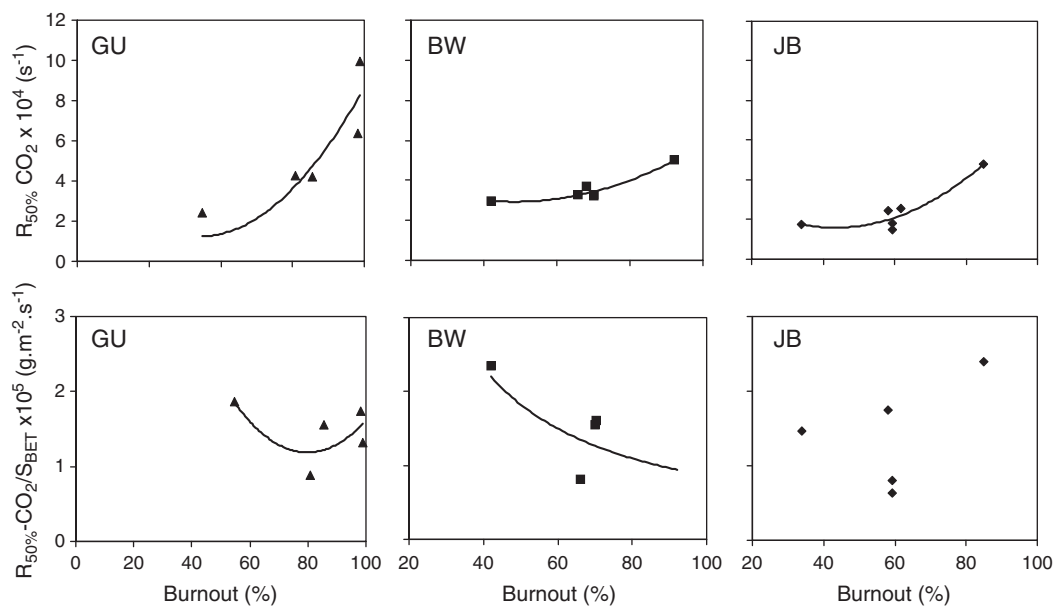 R50% CO2 x 10^4 (s^-1)
12
10
8
6
4
2
0
GU
BW
JB
R50%-CO2/SBET x10^5 (g.m^-2.s^-1)
3
2
1
0
GU
BW
JB
0 20 40 60 80 100
20 40 60 80 100
20 40 60 80 100
Burnout (%)
Burnout (%)
Burnout (%)